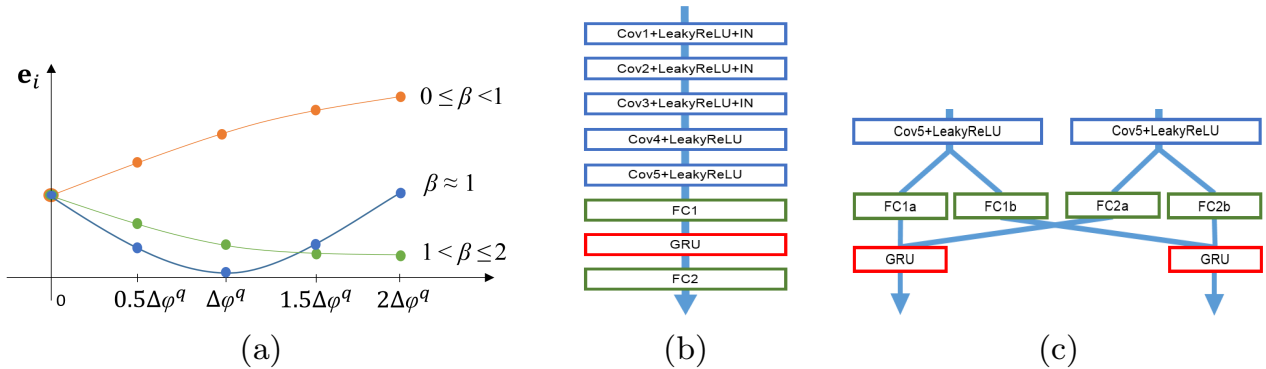 e_i
0 ≤ β <1
β ≈ 1
1 < β ≤ 2
0
0.5Δφ^q
Δφ^q
1.5Δφ^q
2Δφ^q
(a)
Cov1+LeakyReLU+IN
Cov2+LeakyReLU+IN
Cov3+LeakyReLU+IN
Cov4+LeakyReLU
Cov5+LeakyReLU
FC1
GRU
FC2
(b)
Cov5+LeakyReLU
Cov5+LeakyReLU
FC1a
FC1b
FC2a
FC2b
GRU
GRU
(c)